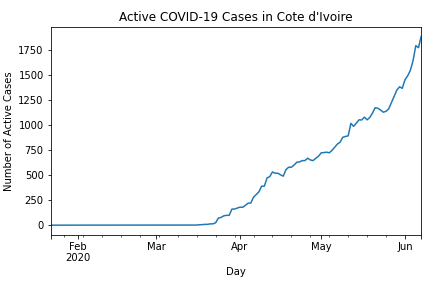 Active COVID-19 Cases in Cote d'Ivoire
Number of Active Cases
1750
1500
1250
1000
750
500
250
0
Feb Mar Apr May Jun
2020
Day